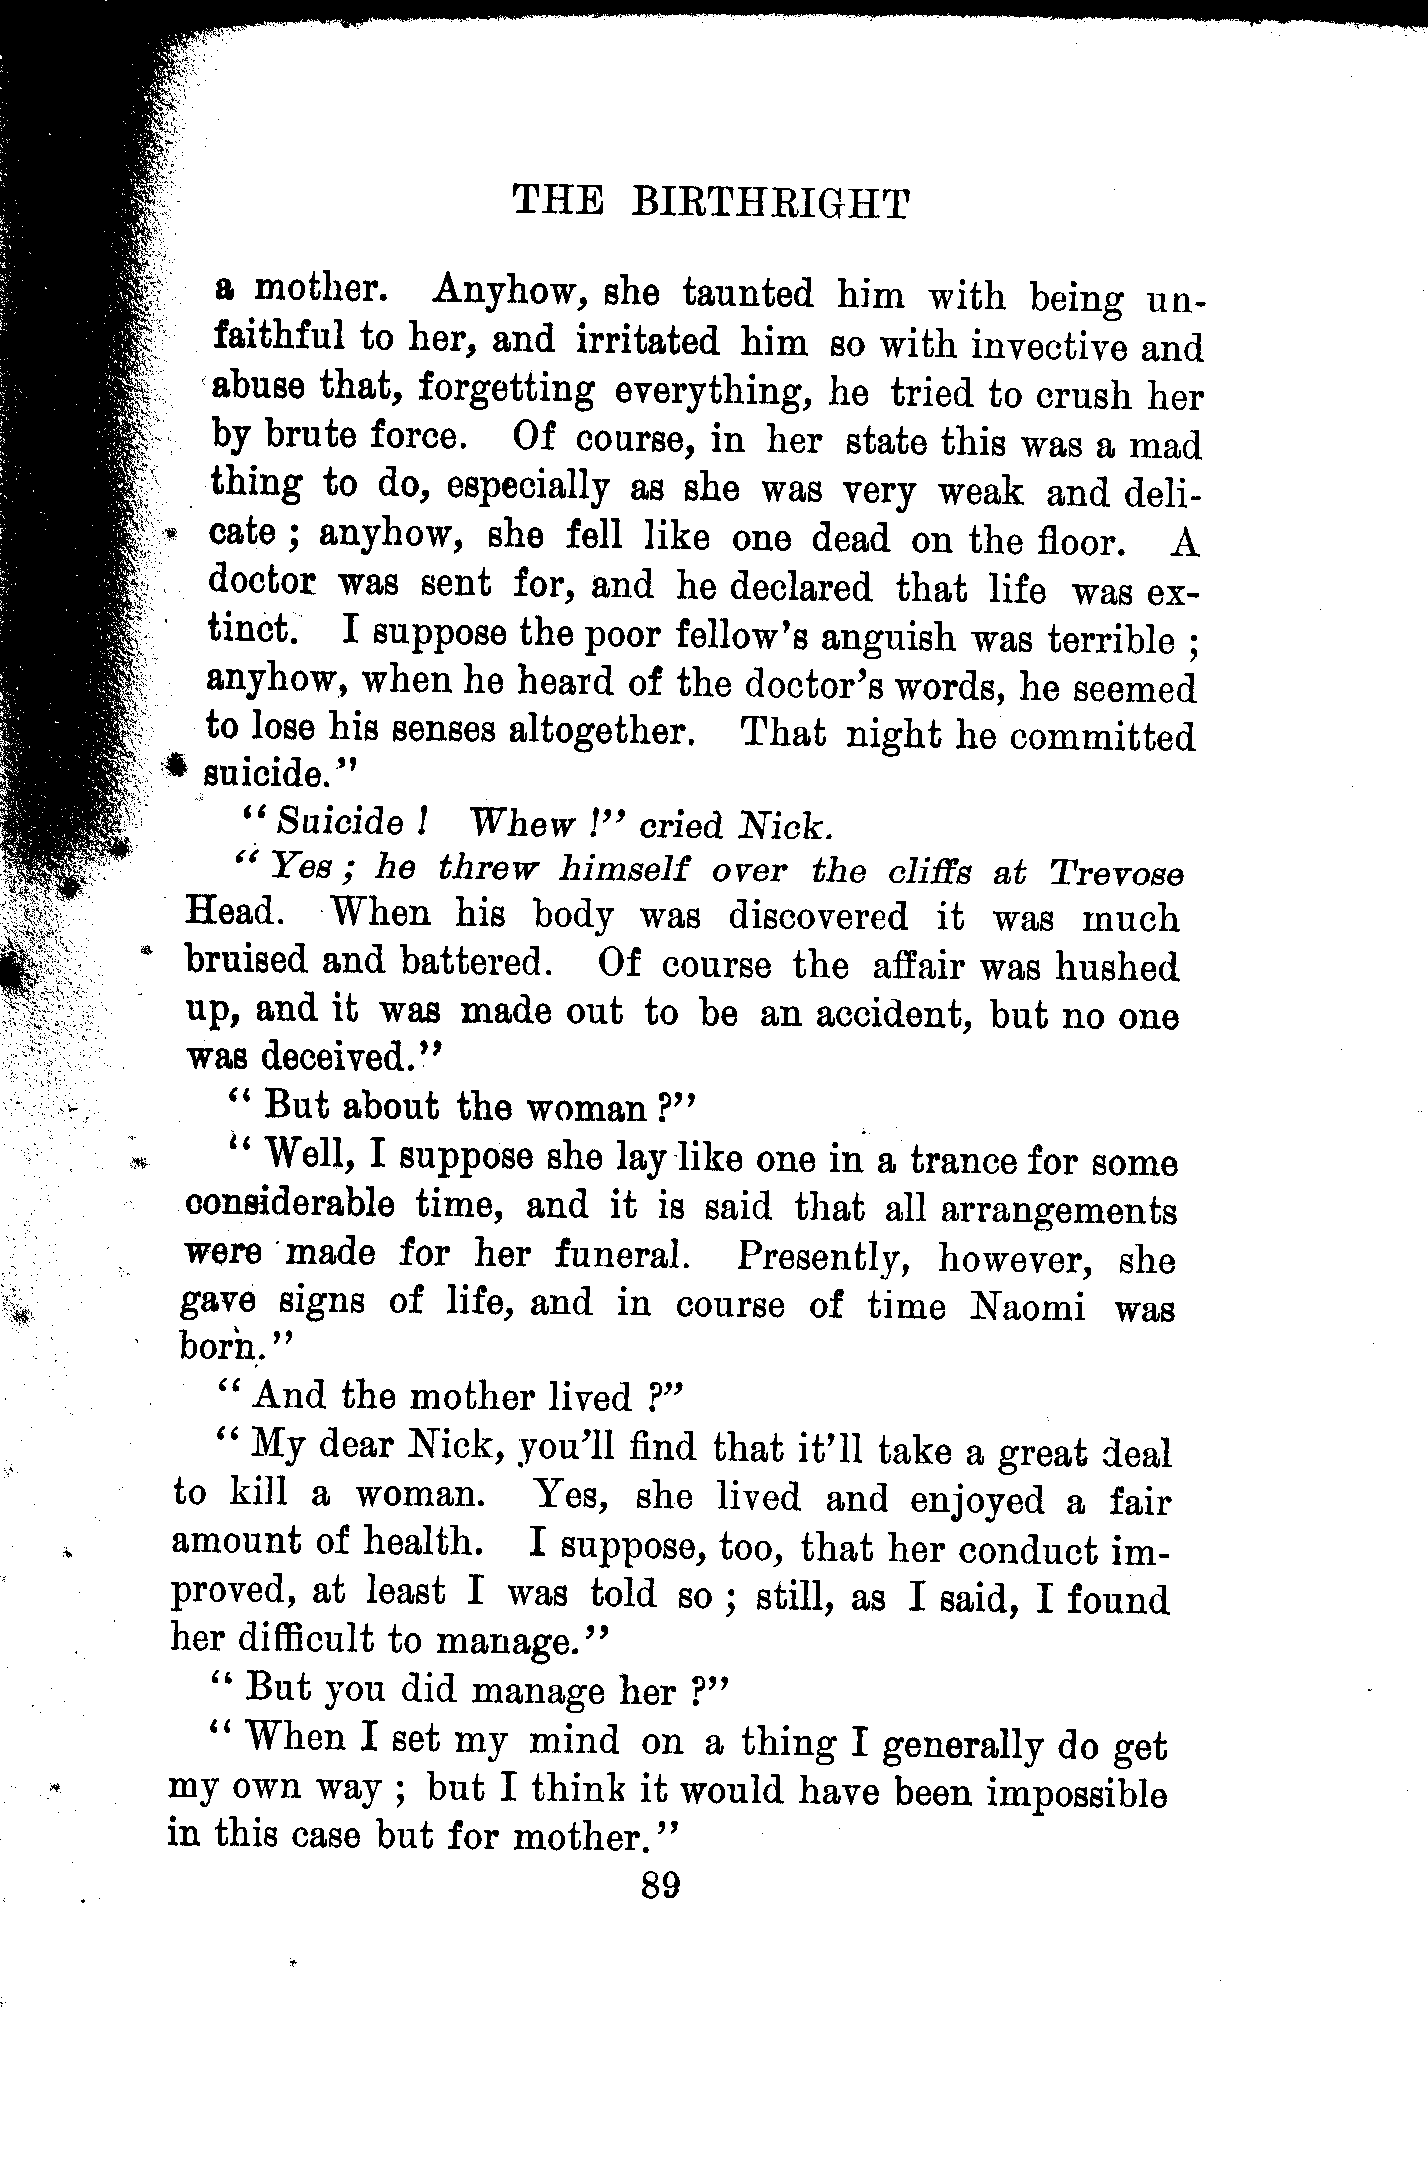 THE BIRTHRIGHT
a mother. Anyhow, she taunted him with being un-
faithful to her, and irritated him so with invective and
abuse that, forgetting everything, he tried to crush her
by brute force. Of course, in her state this was a mad
thing to do, especially as she was very weak and deli-
cate ; anyhow, she fell like one dead on the floor. A
doctor was sent for, and he declared that life was ex-
tinct. I suppose the poor fellow's anguish was terrible ;
anyhow, when he heard of the doctor's words, he seemed
to lose his senses altogether. That night he committed
suicide."
"Suicide ! Whew !" cried Nick.
"Yes ; he threw himself over the cliffs at Trevose
Head. When his body was discovered it was much
bruised and battered. Of course the affair was hushed
up, and it was made out to be an accident, but no one
was deceived."
"But about the woman ?"
"Well, I suppose she lay like one in a trance for some
considerable time, and it is said that all arrangements
were made for her funeral. Presently, however, she
gave signs of life, and in course of time Naomi was
born."
"And the mother lived ?"
"My dear Nick, you'll find that it'll take a great deal
to kill a woman. Yes, she lived and enjoyed a fair
amount of health. I suppose, too, that her conduct im-
proved, at least I was told so ; still, as I said, I found
her difficult to manage."
"But you did manage her ?"
"When I set my mind on a thing I generally do get
my own way ; but I think it would have been impossible
in this case but for mother."
89